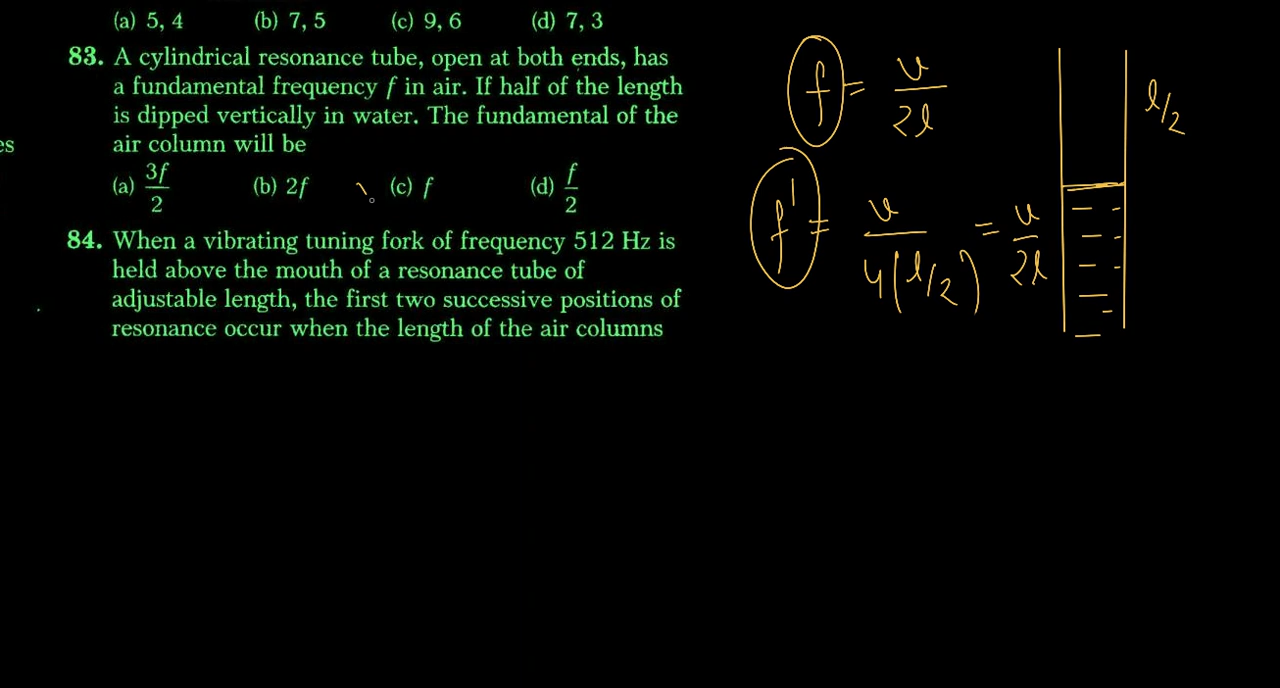 (a) 5, 4 (b) 7, 5 (c) 9, 6 (d) 7, 3
83. A cylindrical resonance tube, open at both ends, has
a fundamental frequency f in air. If half of the length
is dipped vertically in water. The fundamental of the
es
air column will be
(a) 3f/2 (b) 2f (c) f (d) f/2
84. When a vibrating tuning fork of frequency 512 Hz is
held above the mouth of a resonance tube of
adjustable length, the first two successive positions of
resonance occur when the length of the air columns
f = v/2l
l/2
f' = v/4(l/2) = v/2l